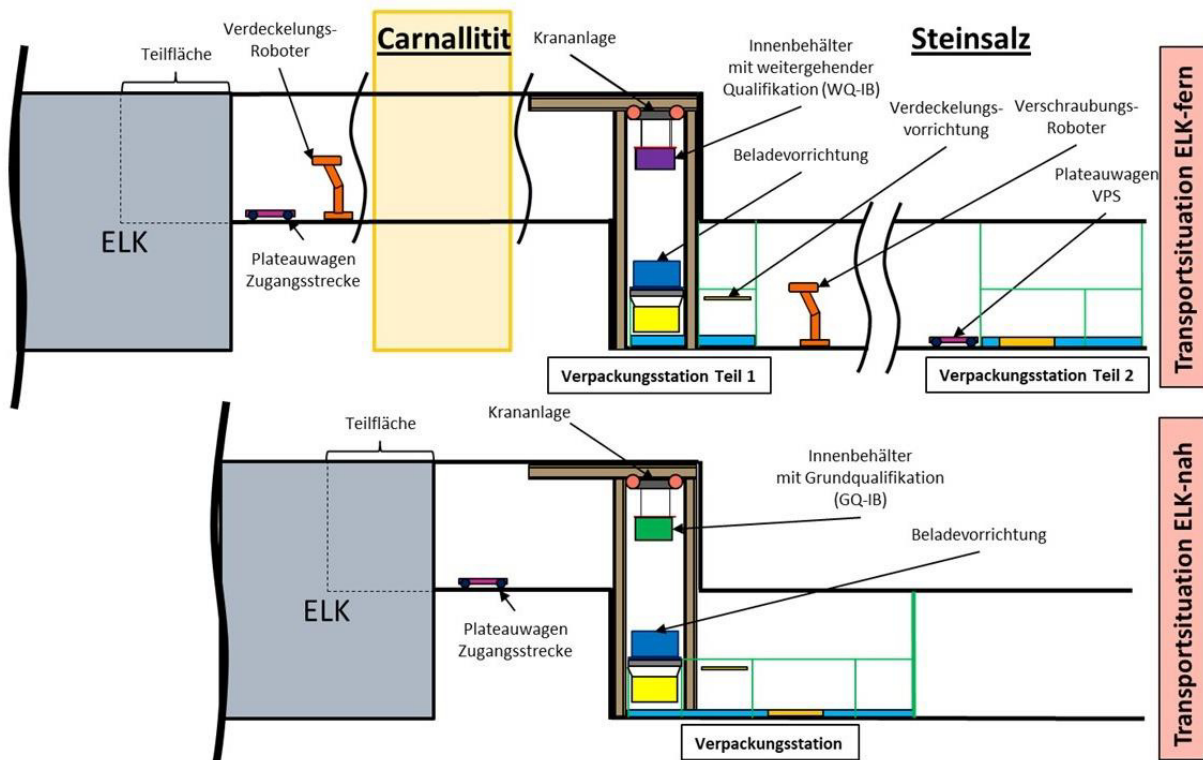 Teilfläche
Verdeckelungs-
Roboter
Carnallitit
Krananlage
Innenbehälter
mit weitergehender
Qualifikation (WQ-IB)
Steinsalz
Verdeckelungs-
vorrichtung
Verschraubungs-
Roboter
Beladevorrichtung
Plateauwagen
VPS
ELK
Plateauwagen
Zugangsstrecke
Verpackungsstation Teil 1
Verpackungsstation Teil 2
Transportsituation ELK-fern
Teilfläche
Krananlage
Innenbehälter
mit Grundqualifikation
(GQ-IB)
Beladevorrichtung
ELK
Plateauwagen
Zugangsstrecke
Verpackungsstation
Transportsituation ELK-nah